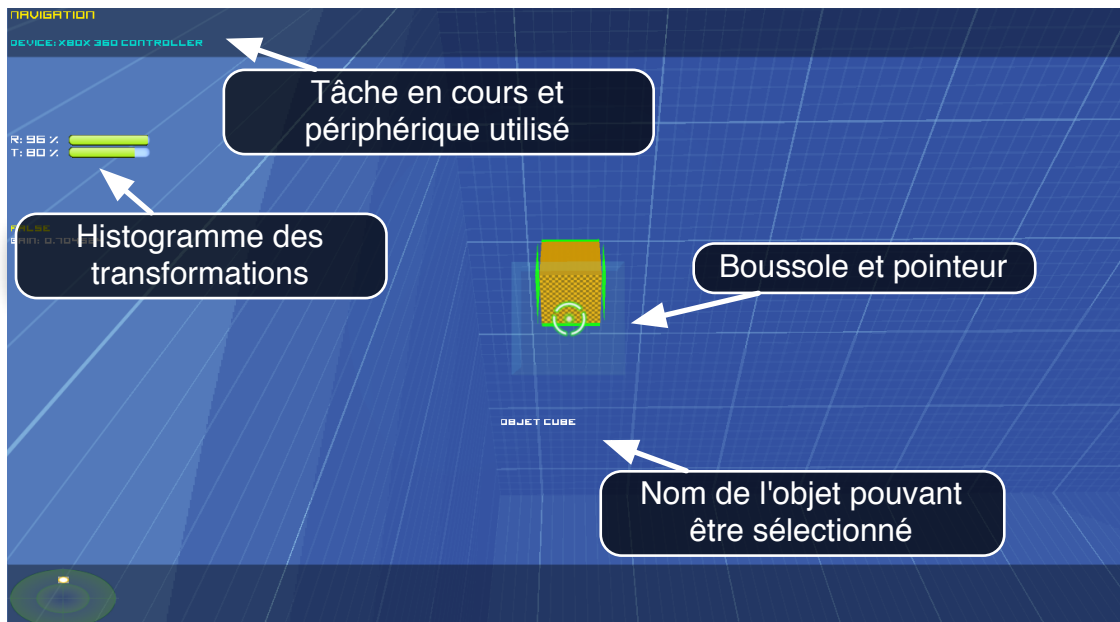 NAVIGATION
DEVICE: XBOX 360 CONTROLLER
Tâche en cours et
périphérique utilisé
R: 96 %
T: 80 %
Histogramme des
transformations
Boussole et pointeur
OBJET CUBE
Nom de l'objet pouvant
être sélectionné